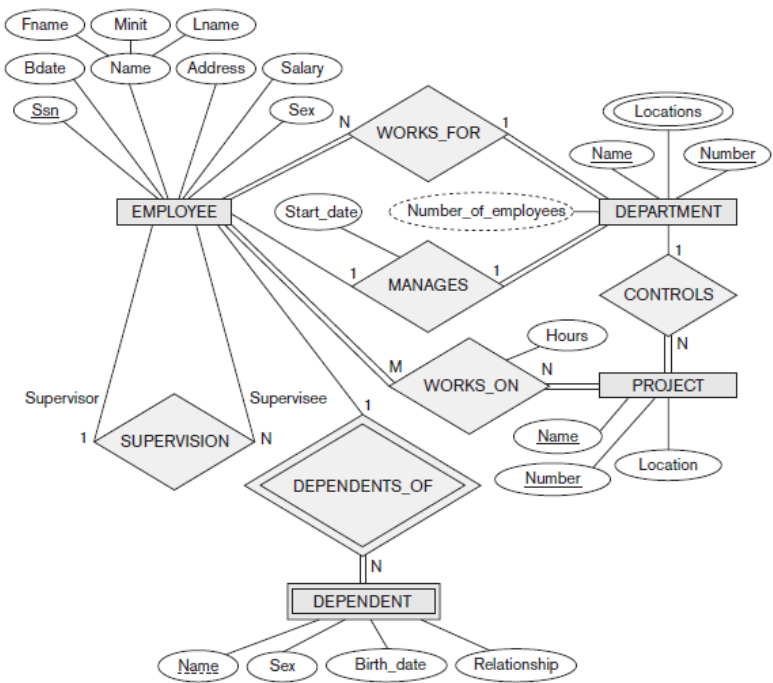 Fname
Minit
Lname
Bdate
Name
Address
Salary
Ssn
Sex
N
WORKS_FOR
1
Locations
Name
Number
EMPLOYEE
Start_date
Number_of_employees
DEPARTMENT
1
MANAGES
1
1
CONTROLS
N
Hours
M
WORKS_ON
N
PROJECT
Supervisor
Supervisee
1
SUPERVISION
N
1
Name
Number
Location
DEPENDENTS_OF
N
DEPENDENT
Name
Sex
Birth_date
Relationship